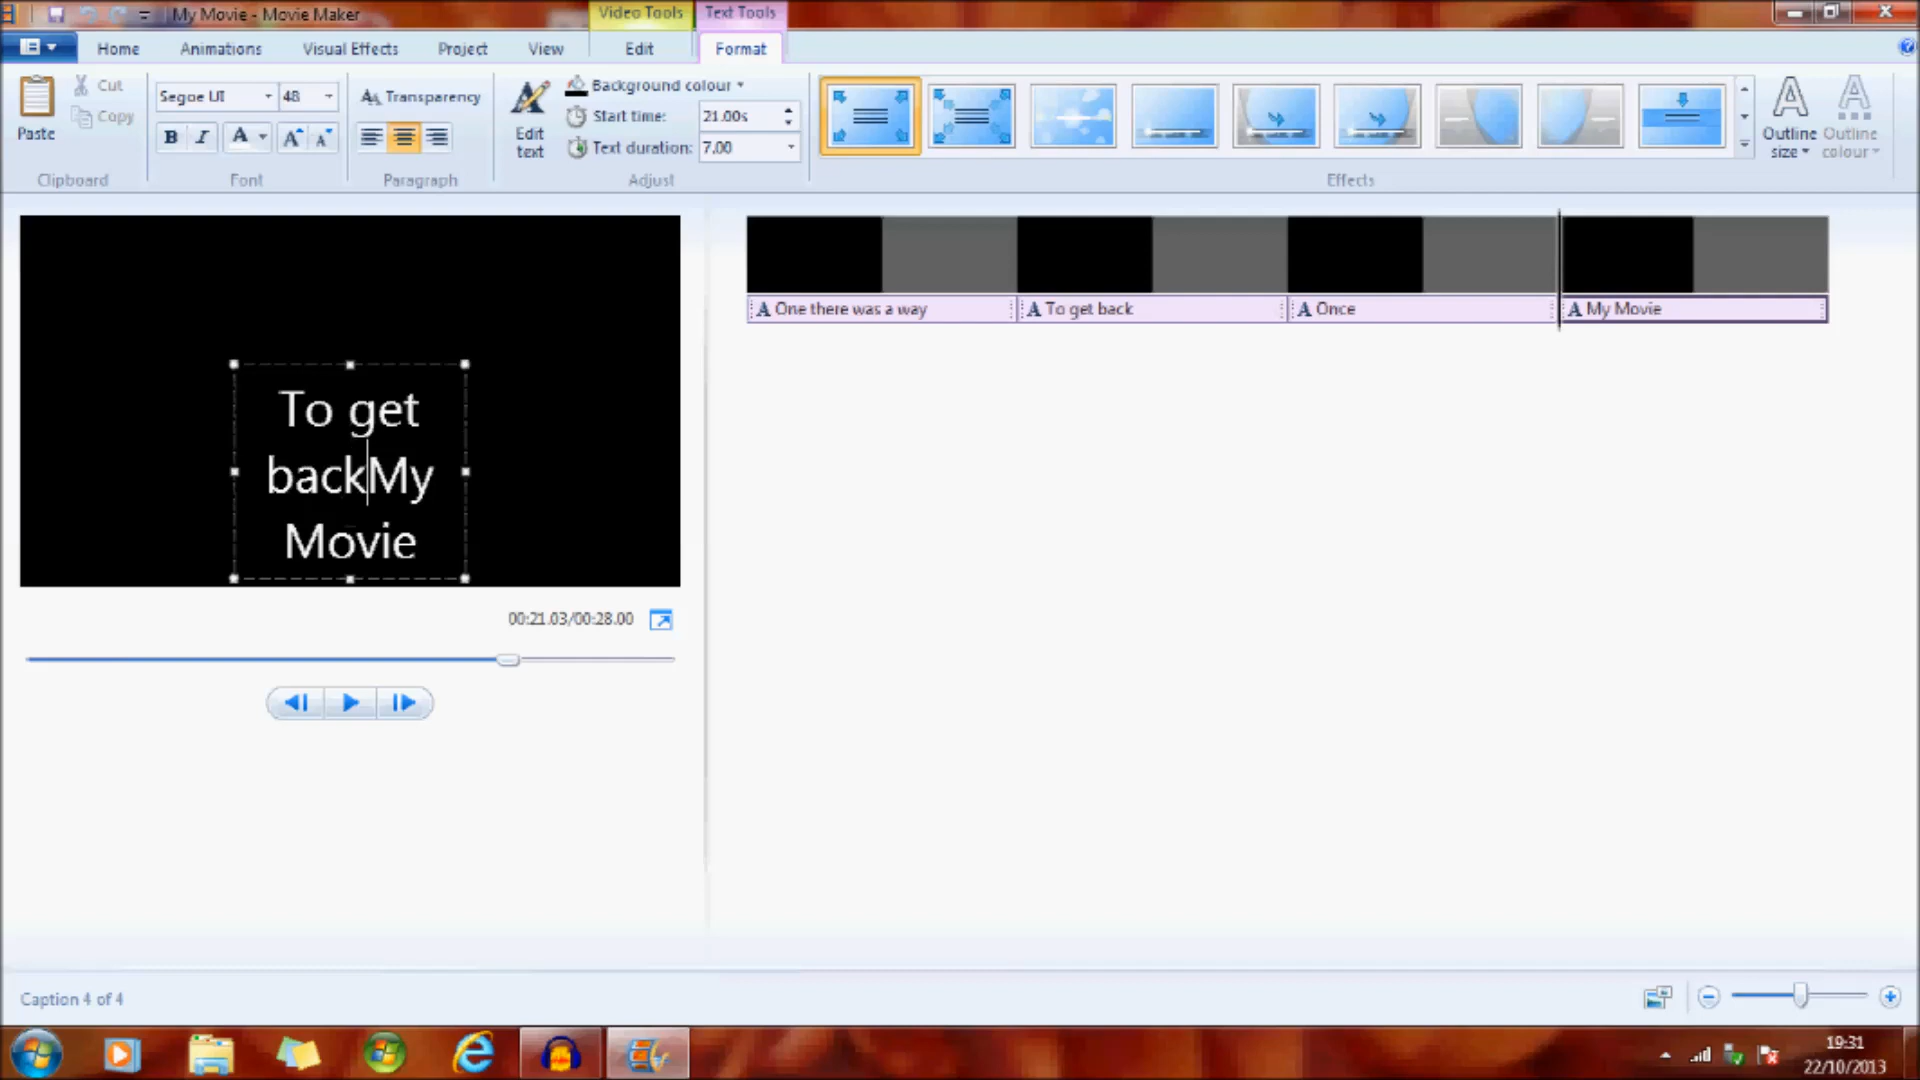 My Movie - Movie Maker
Video Tools
Text Tools
Home
Animations
Visual Effects
Project
View
Edit
Format
Paste
Cut
Copy
Clipboard
Segoe UI
48
B I A A A
Font
Transparency
Paragraph
Edit text
Background colour
Start time: 21.00s
Text duration: 7.00
Adjust
Effects
Outline size
Outline colour
To get
backMy
Movie
00:21.03/00:28.00
A One there was a way
A To get back
A Once
A My Movie
Caption 4 of 4
19:31
22/10/2013